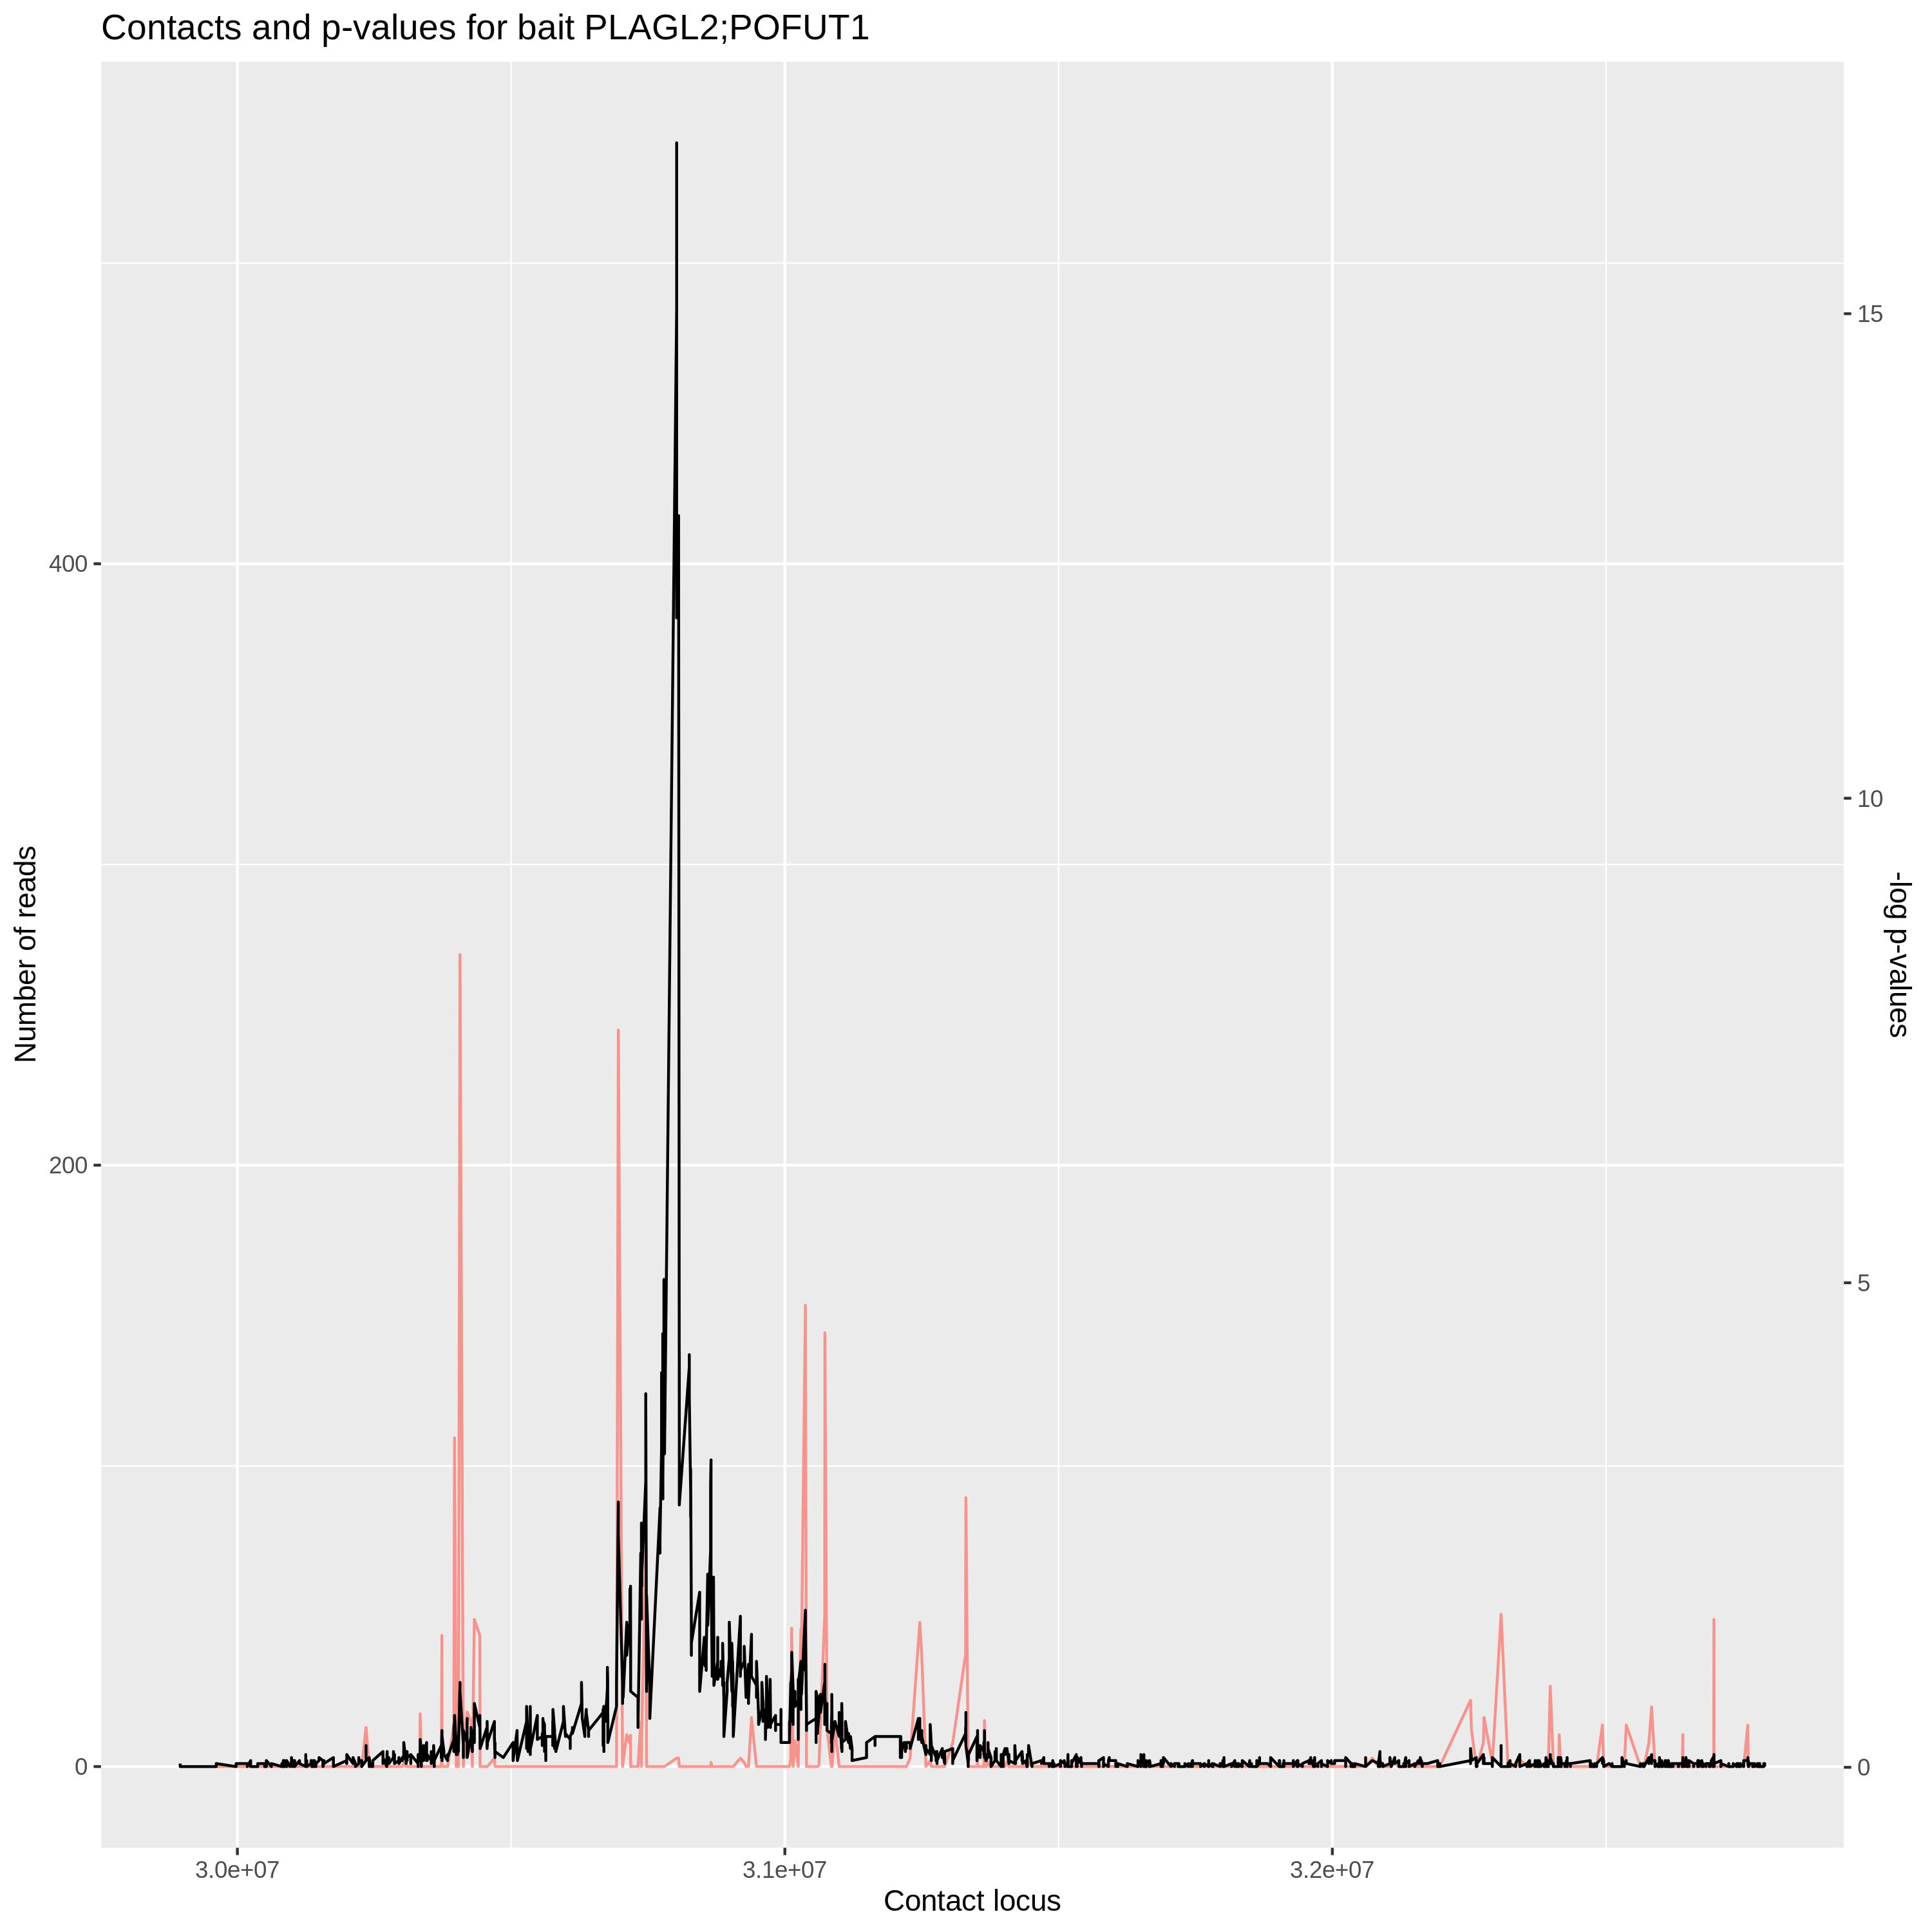 Contacts and p-values for bait PLAGL2;POFUT1
Number of reads
400
200
0
15
10
5
0
-log p-values
3.0e+07
3.1e+07
3.2e+07
Contact locus